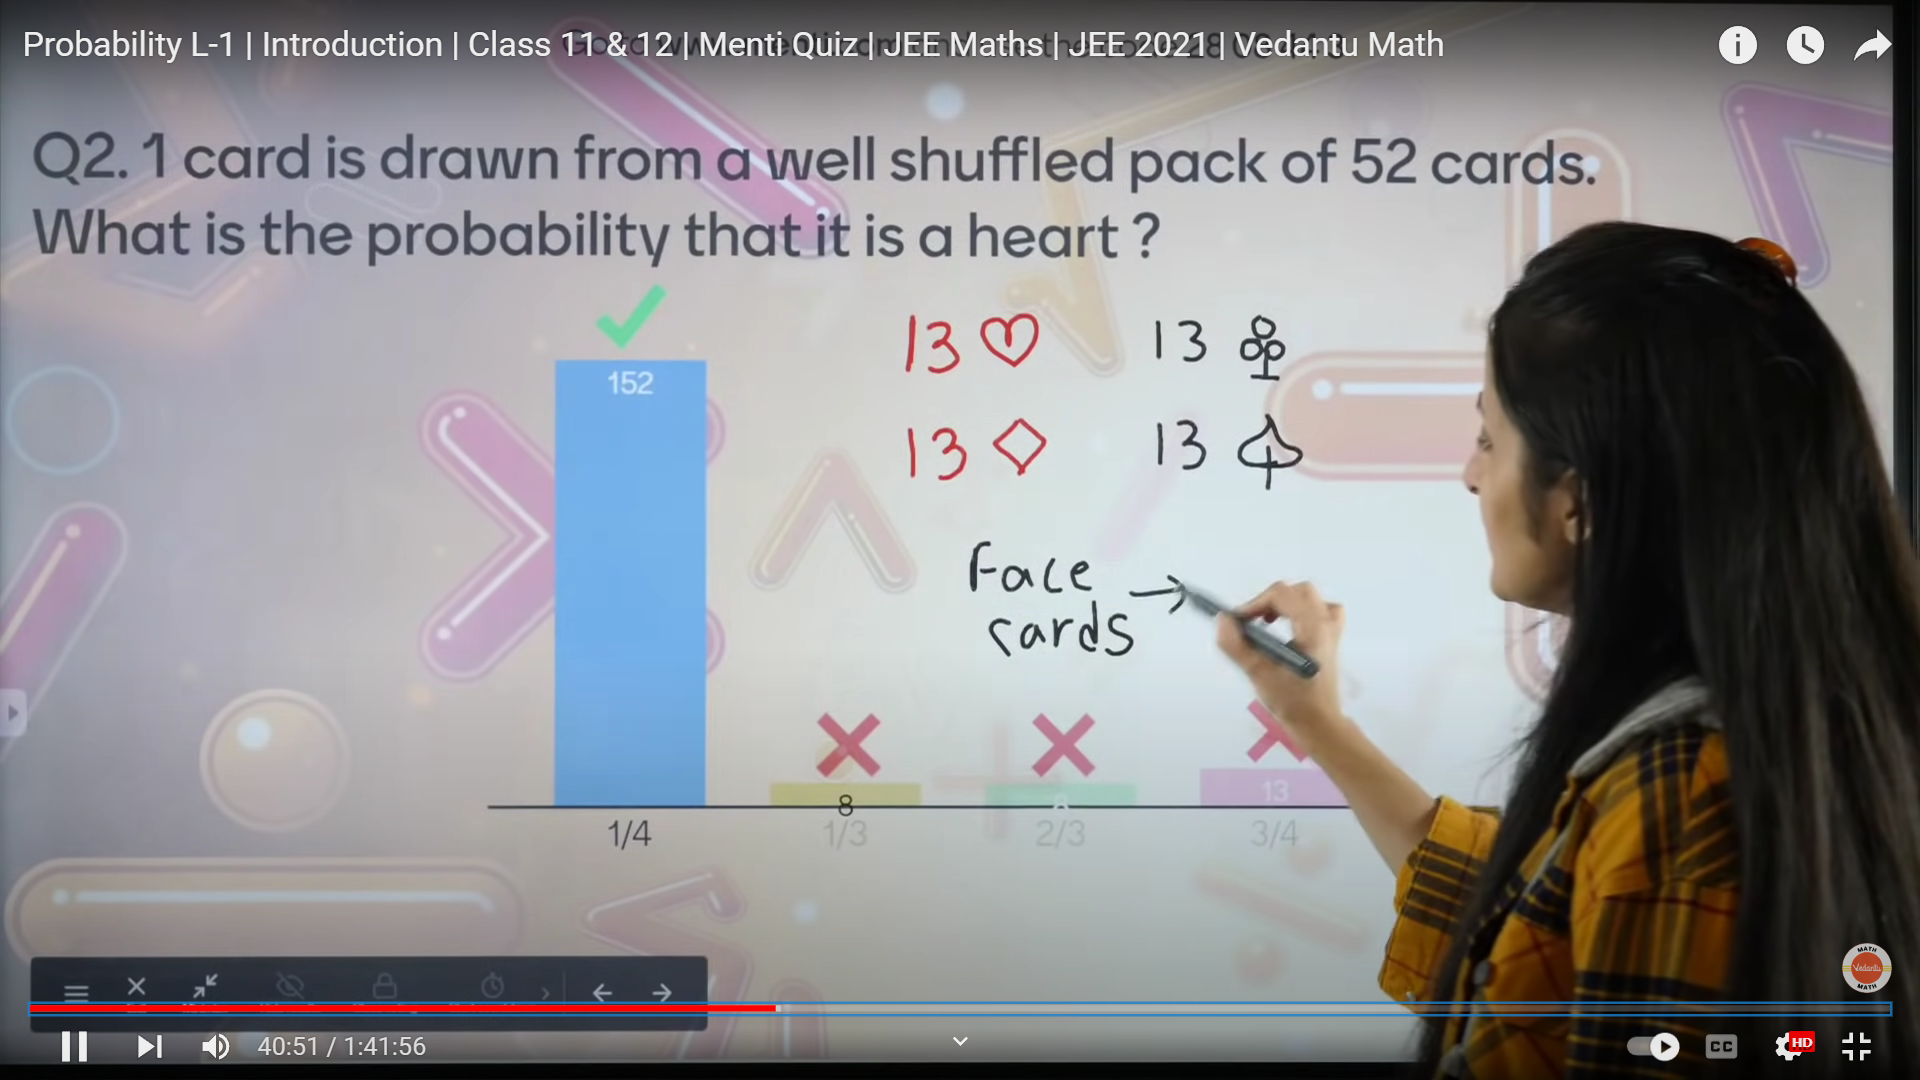 Probability L-1 | Introduction | Class 11 & 12 | Menti Quiz | JEE Maths | JEE 2021 | Vedantu Math
Q2. 1 card is drawn from a well shuffled pack of 52 cards.
What is the probability that it is a heart ?
13 13
13 13
Face
cards
152
8
13
1/4 1/3 2/3 3/4
MATH
Vedantu
MATH
40:51 / 1:41:56
CC
HD